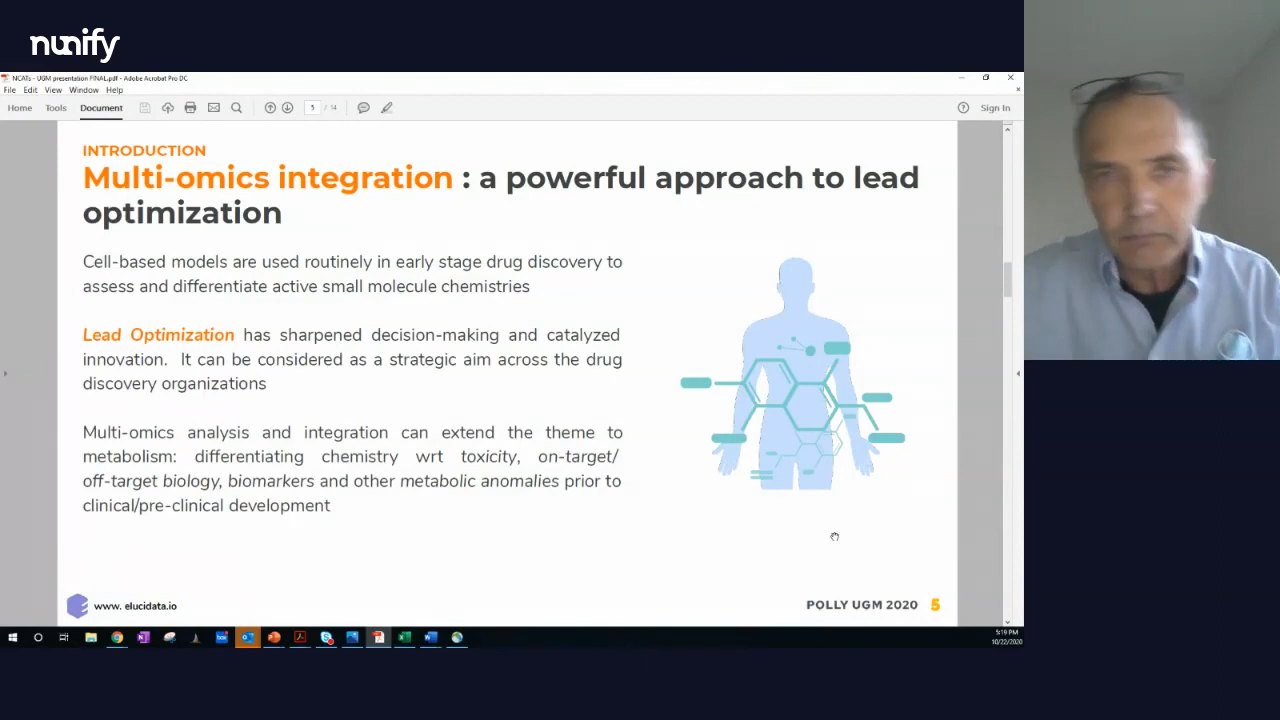 nunify
NCATs - UGM presentation FINAL.pdf - Adobe Acrobat Pro DC
File Edit View Window Help
Home Tools Document 5 / 14 Sign In
INTRODUCTION
Multi-omics integration : a powerful approach to lead
optimization
Cell-based models are used routinely in early stage drug discovery to
assess and differentiate active small molecule chemistries
Lead Optimization has sharpened decision-making and catalyzed
innovation. It can be considered as a strategic aim across the drug
discovery organizations
Multi-omics analysis and integration can extend the theme to
metabolism: differentiating chemistry wrt toxicity, on-target/
off-target biology, biomarkers and other metabolic anomalies prior to
clinical/pre-clinical development
www. elucidata.io
POLLY UGM 2020 5
5:19 PM
10/22/2020